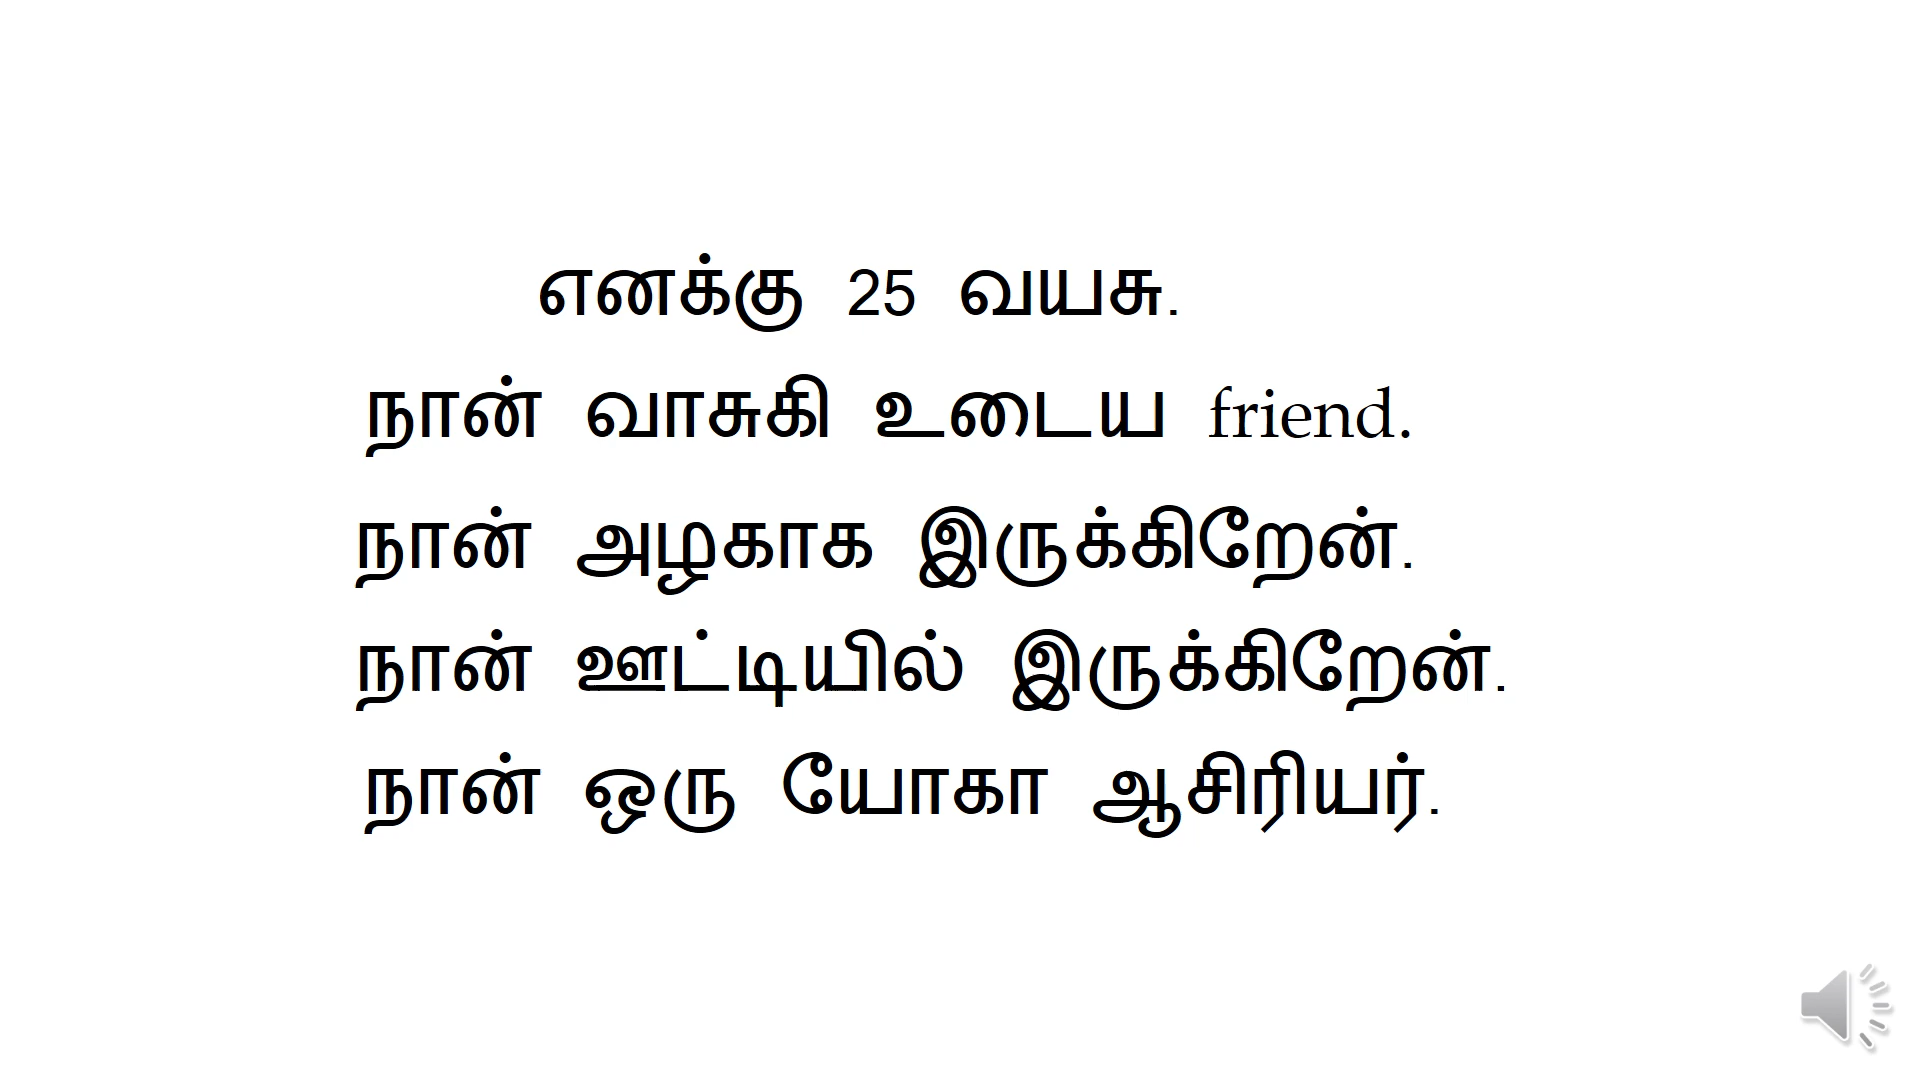 எனக்கு 25 வயசு.
நான் வாசுகி உடைய friend.
நான் அழகாக இருக்கிறேன்.
நான் ஊட்டியில் இருக்கிறேன்.
நான் ஒரு யோகா ஆசிரியர்.